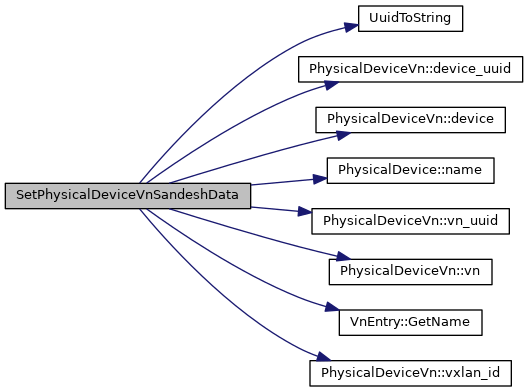 UuidToString
PhysicalDeviceVn::device_uuid
PhysicalDeviceVn::device
PhysicalDevice::name
SetPhysicalDeviceVnSandeshData
PhysicalDeviceVn::vn_uuid
PhysicalDeviceVn::vn
VnEntry::GetName
PhysicalDeviceVn::vxlan_id